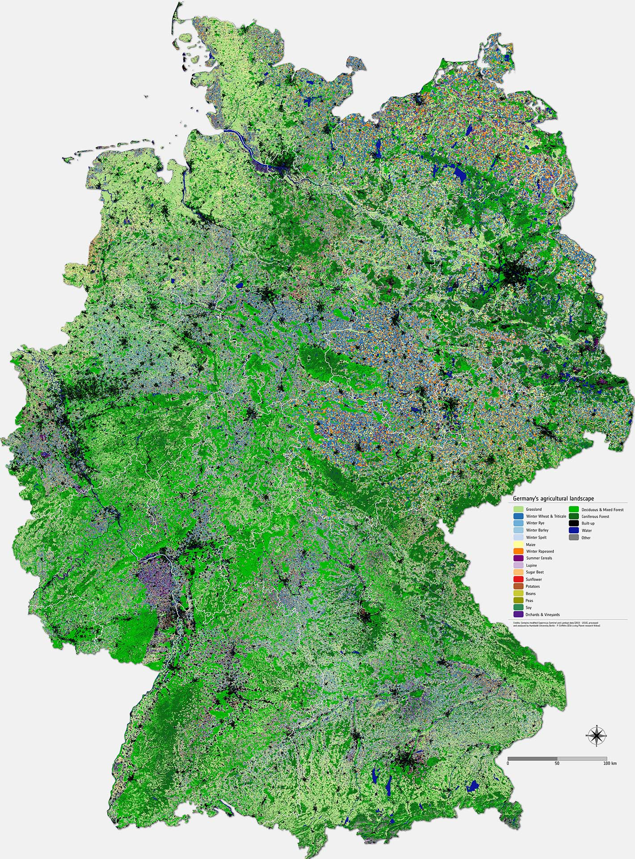 Germany's agricultural landscape
Grassland
Winter Wheat & Triticale
Winter Rye
Winter Barley
Winter Spelt
Maize
Winter Rapeseed
Summer Cereals
Lupine
Sugar Beet
Sunflower
Potatoes
Beans
Peas
Soy
Orchards & Vineyards
Deciduous & Mixed Forest
Coniferous Forest
Built-up
Water
Other
0 50 100 km